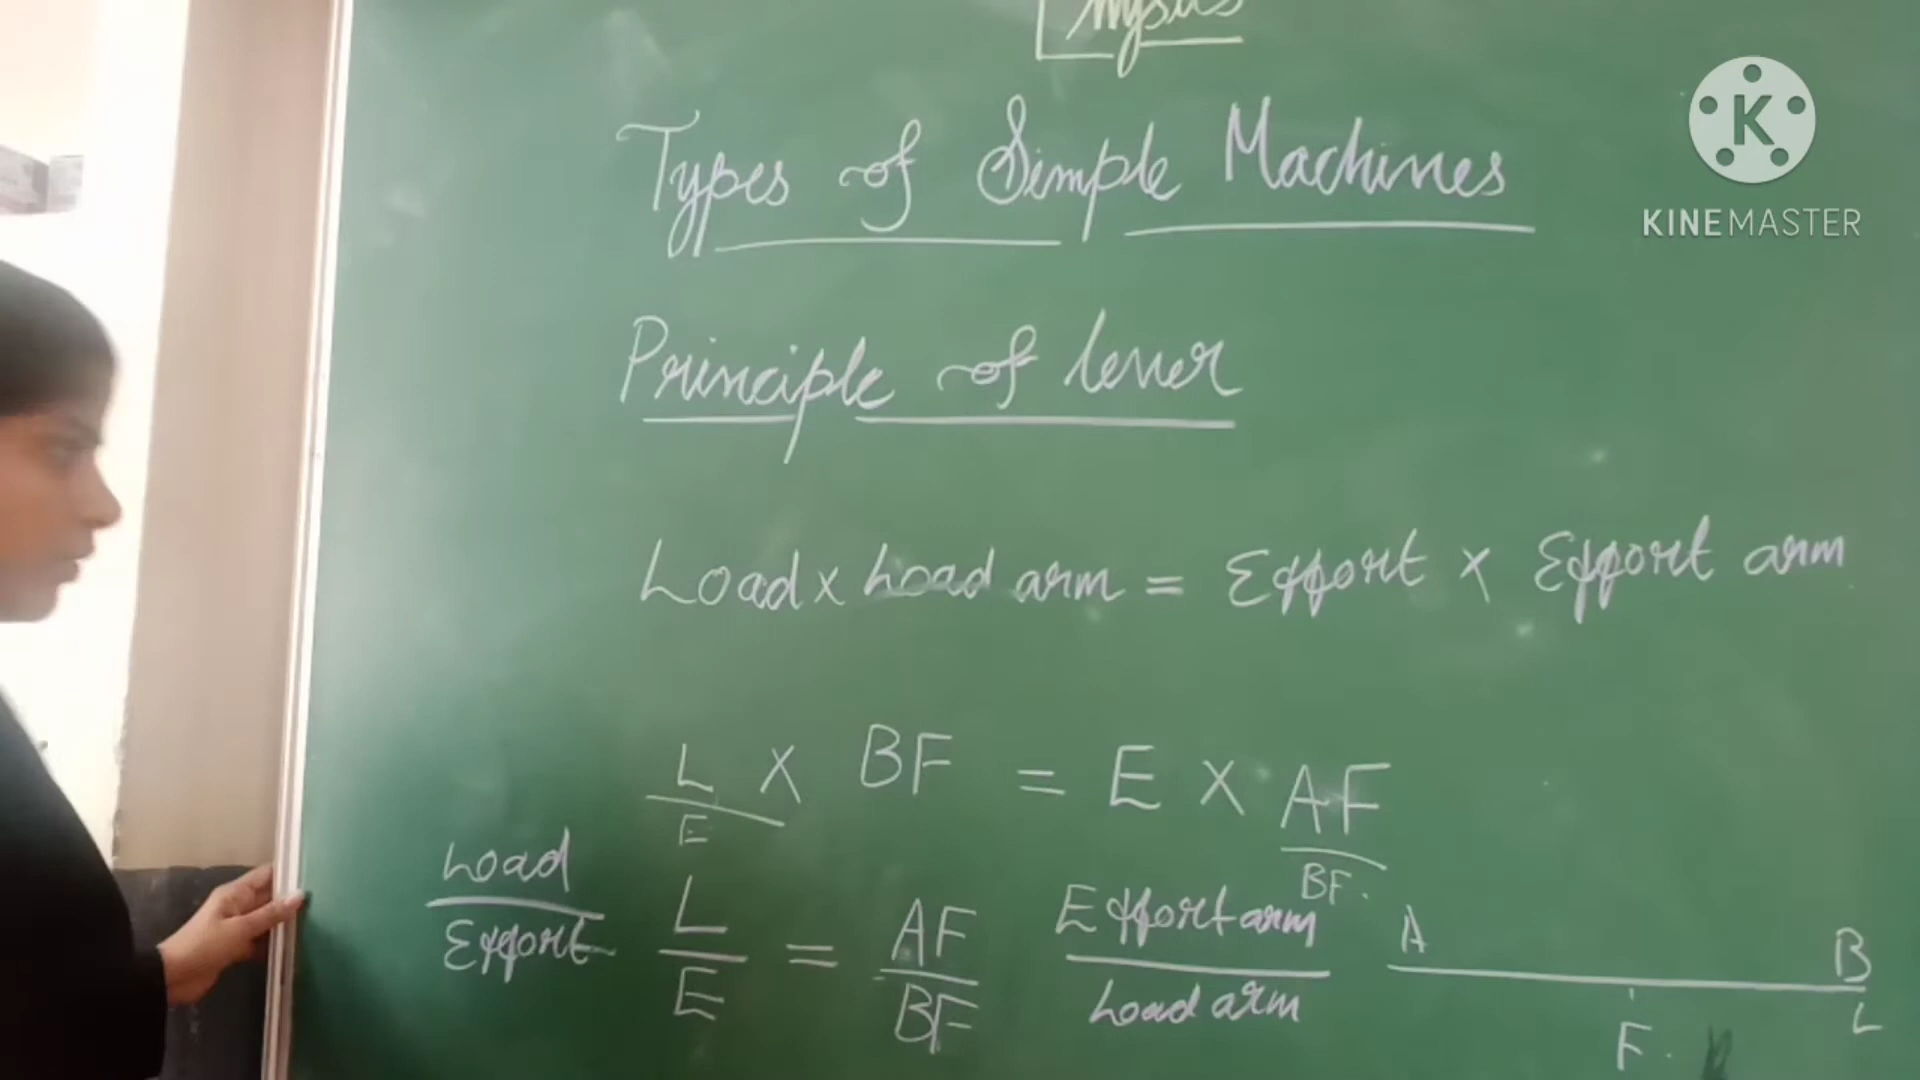 Physics
Types of Simple Machines
KINEMASTER
Principle of lever
Load x Load arm = Effort x Effort arm
L/E x BF = E x AF/BF.
Load/Effort L/E = AF/BF Effort arm/Load arm
A B
F. L